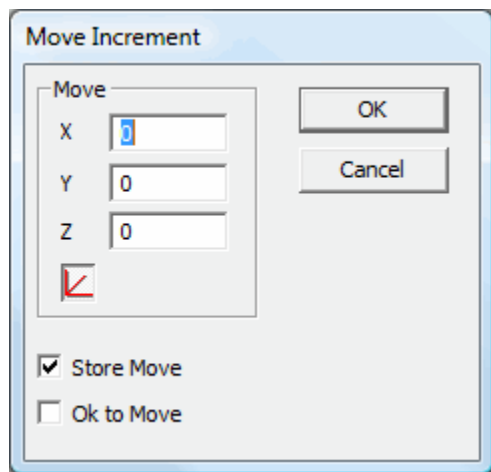 Move Increment
Move
X 0
Y 0
Z 0
OK
Cancel
Store Move
Ok to Move